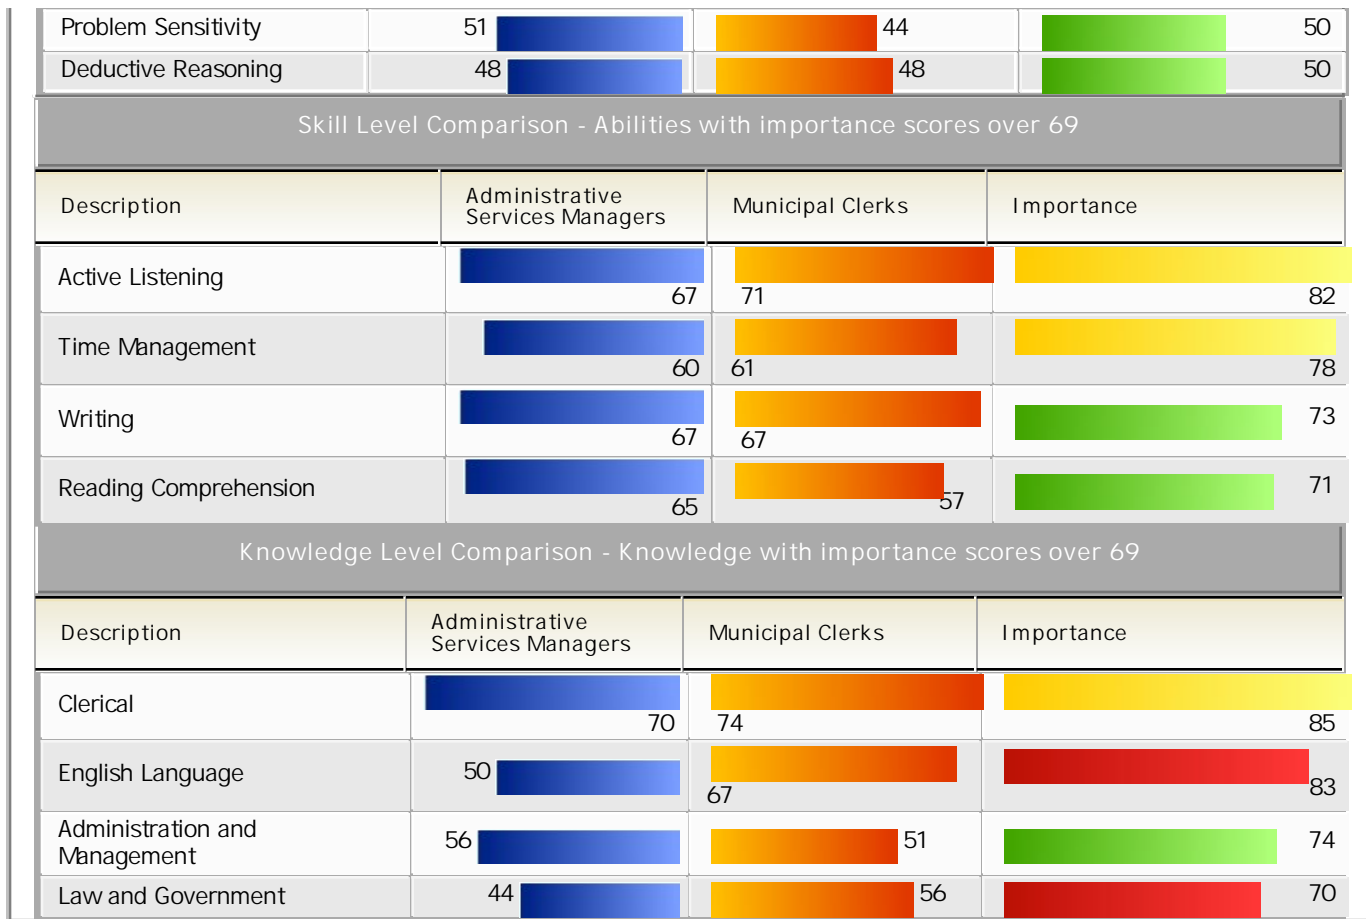 Problem Sensitivity 51 44 50
Deductive Reasoning 48 48 50
Skill Level Comparison - Abilities with importance scores over 69
Description Administrative Services Managers Municipal Clerks Importance
Active Listening 67 71 82
Time Management 60 61 78
Writing 67 67 73
Reading Comprehension 65 57 71
Knowledge Level Comparison - Knowledge with importance scores over 69
Description Administrative Services Managers Municipal Clerks Importance
Clerical 70 74 85
English Language 50 67 83
Administration and
Management 56 51 74
Law and Government 44 56 70